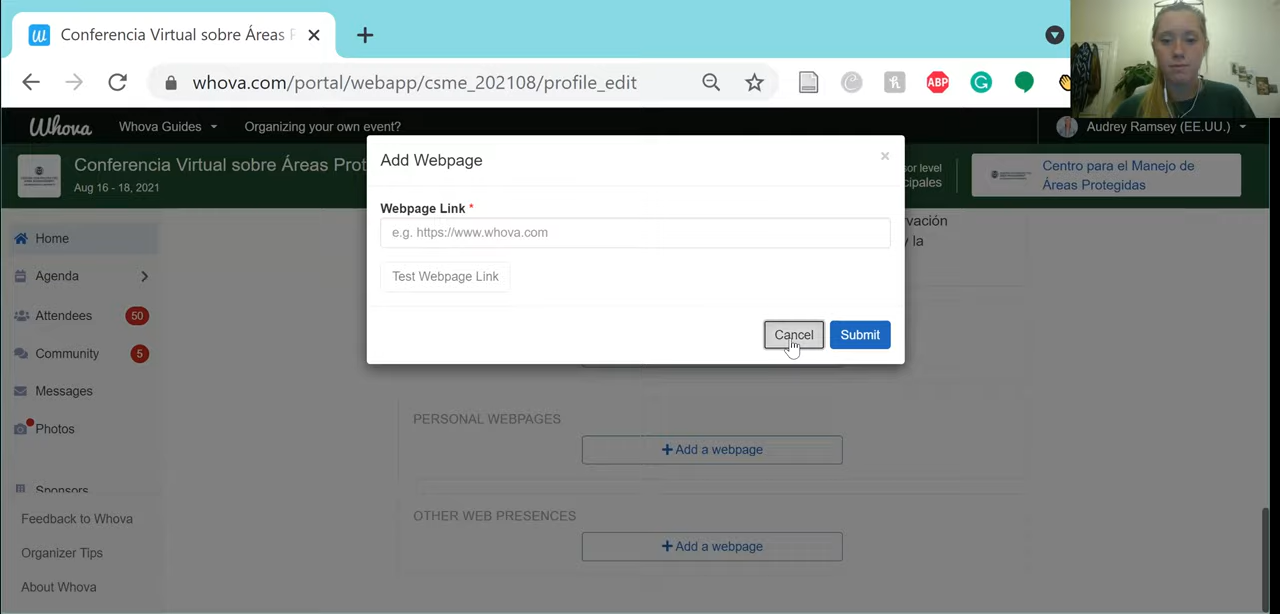 Conferencia Virtual sobre Áreas P
whova.com/portal/webapp/csme_202108/profile_edit
ABP
Whova
Whova Guides
Organizing your own event?
Audrey Ramsey (EE.UU.)
Conferencia Virtual sobre Áreas Prot
Aug 16 - 18, 2021
sor level
cipales
Centro para el Manejo de
Áreas Protegidas
Add Webpage
Webpage Link *
e.g. https://www.whova.com
Test Webpage Link
Cancel
Submit
Home
Agenda
Attendees
50
Community
5
Messages
Photos
Sponsors
Feedback to Whova
Organizer Tips
About Whova
rvación
y la
PERSONAL WEBPAGES
+ Add a webpage
OTHER WEB PRESENCES
+ Add a webpage